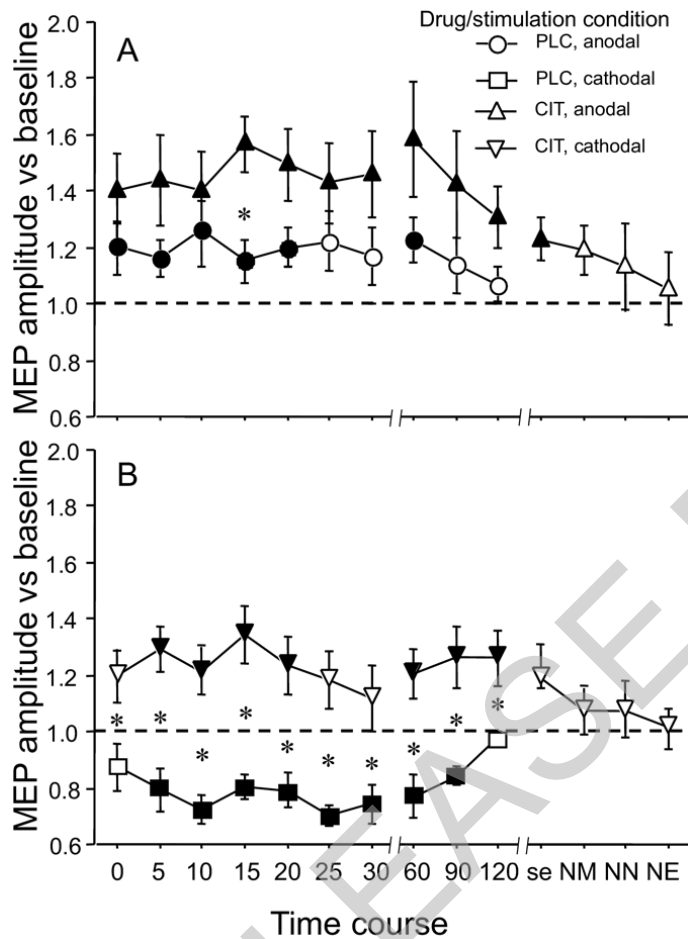 Drug/stimulation condition
PLC, anodal
PLC, cathodal
CIT, anodal
CIT, cathodal
A
MEP amplitude vs baseline
2.0
1.8
1.6
1.4
1.2
1.0
0.8
0.6
*
B
MEP amplitude vs baseline
2.0
1.8
1.6
1.4
1.2
1.0
0.8
0.6
* * * * * * * * * *
0 5 10 15 20 25 30 60 90 120 se NM NN NE
Time course
LEASE